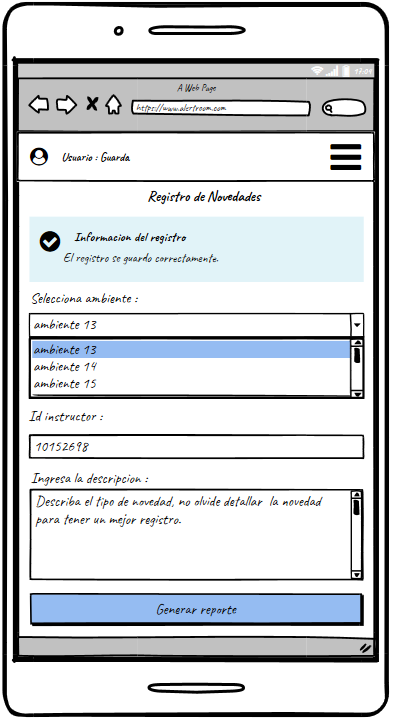 17:04
A Web Page
https://www.alertroom.com
Usuario : Guarda
Registro de Novedades
Informacion del registro
El registro se guardo correctamente.
Selecciona ambiente :
ambiente 13
ambiente 13
ambiente 14
ambiente 15
Id instructor :
10152698
Ingresa la descripcion :
Describa el tipo de novedad, no olvide detallar la novedad
para tener un mejor registro.
Generar reporte